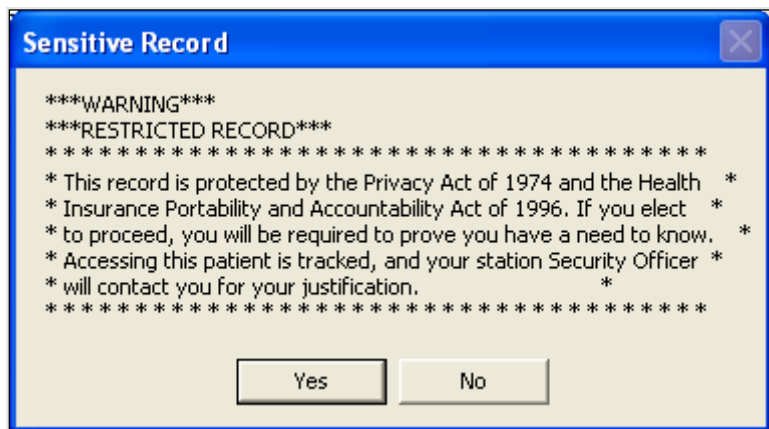 Sensitive Record
***WARNING***
***RESTRICTED RECORD***
* * * * * * * * * * * * * * * * * * * * * * * * * * * * * * * * * * * * *
* This record is protected by the Privacy Act of 1974 and the Health *
* Insurance Portability and Accountability Act of 1996. If you elect *
* to proceed, you will be required to prove you have a need to know. *
* Accessing this patient is tracked, and your station Security Officer *
* will contact you for your justification. *
* * * * * * * * * * * * * * * * * * * * * * * * * * * * * * * * * * * * *
Yes No